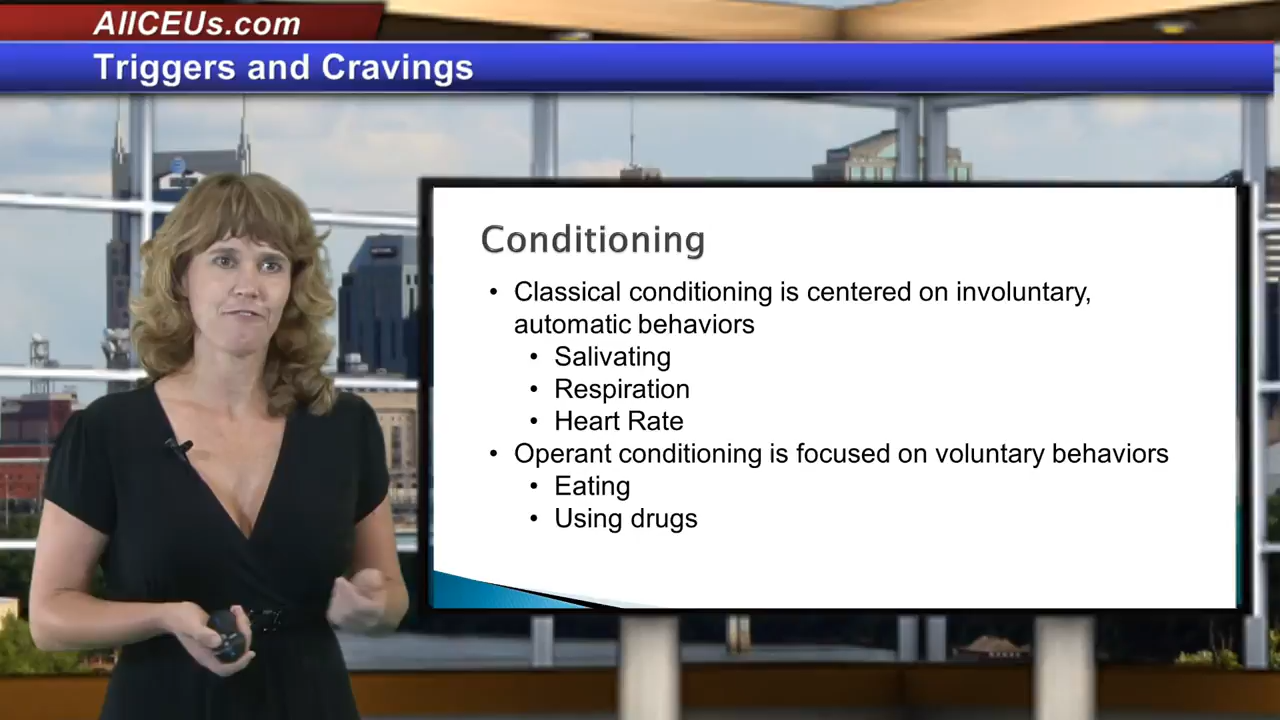 AllCEUs.com
Triggers and Cravings
Conditioning
• Classical conditioning is centered on involuntary,
automatic behaviors
• Salivating
• Respiration
• Heart Rate
• Operant conditioning is focused on voluntary behaviors
• Eating
• Using drugs